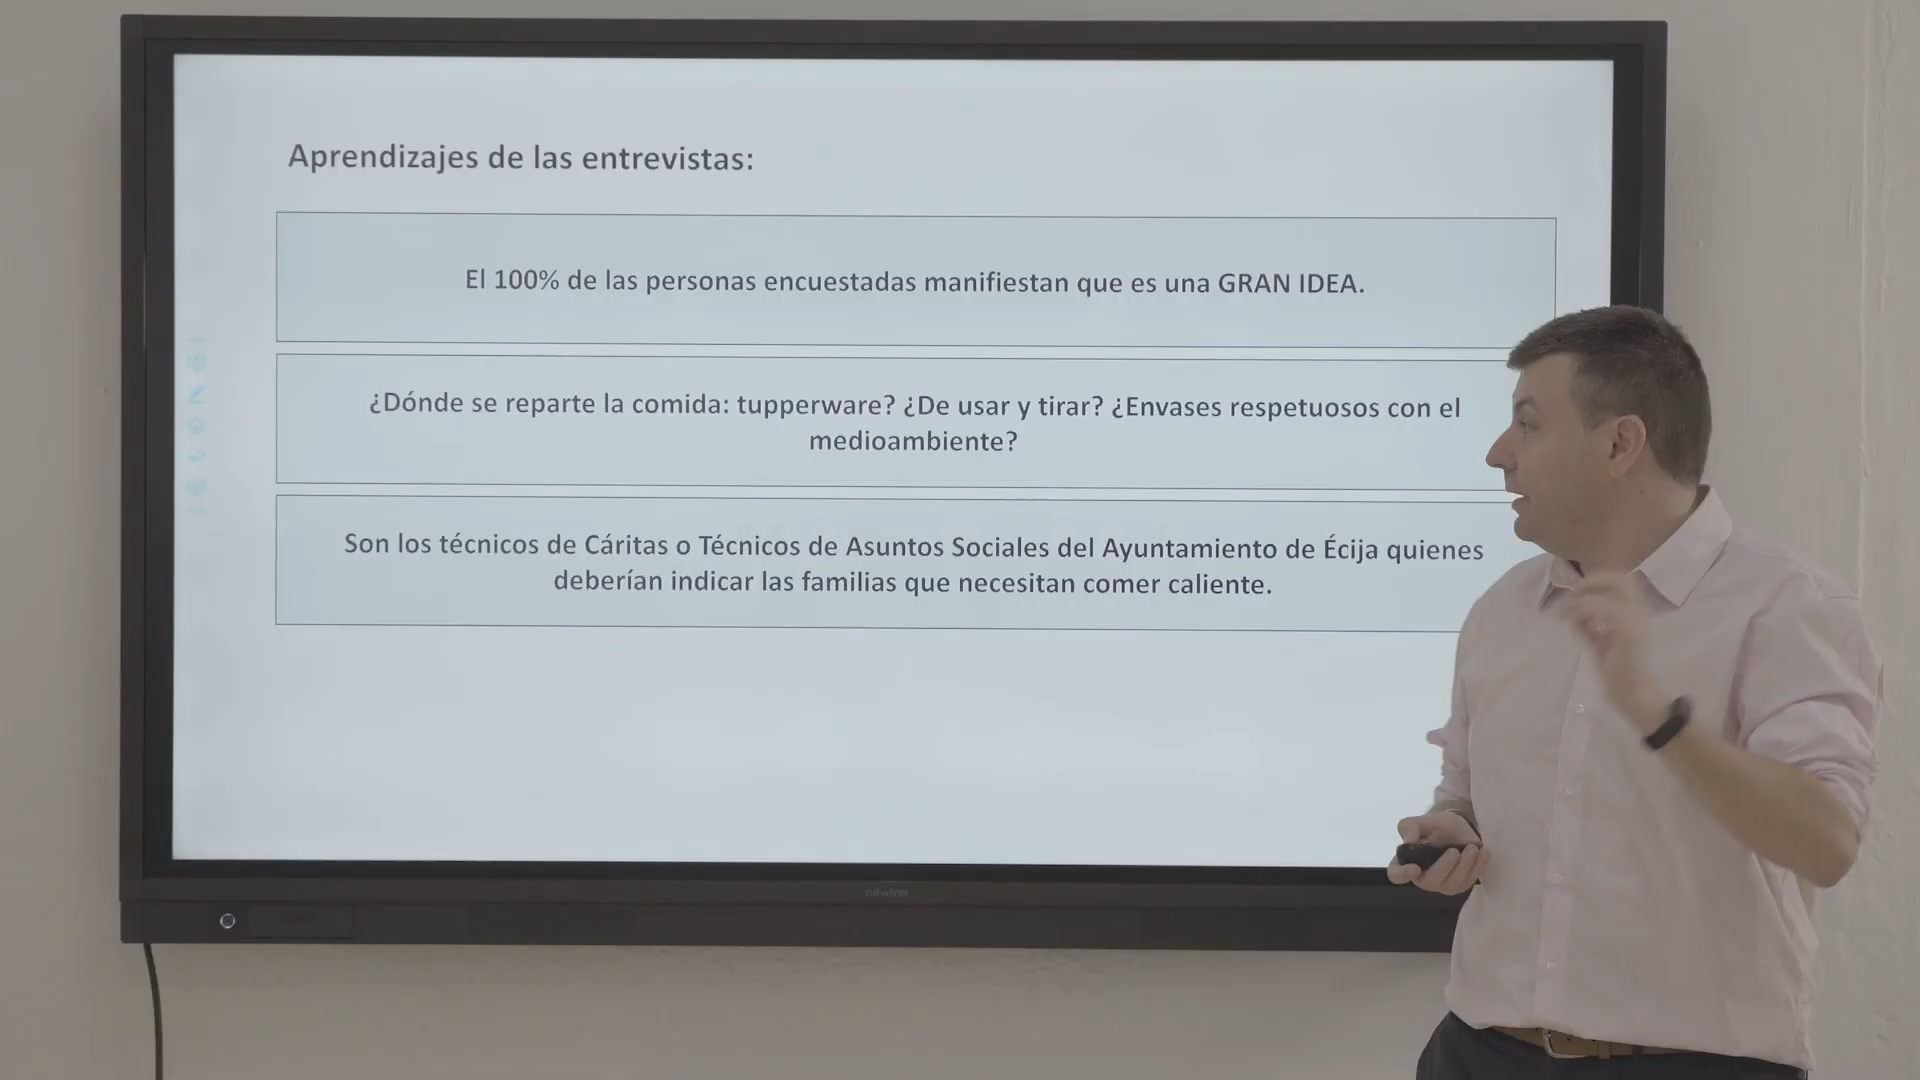 Aprendizajes de las entrevistas:
El 100% de las personas encuestadas manifiestan que es una GRAN IDEA.
¿Dónde se reparte la comida: tupperware? ¿De usar y tirar? ¿Envases respetuosos con el
medioambiente?
Son los técnicos de Cáritas o Técnicos de Asuntos Sociales del Ayuntamiento de Écija quienes
deberían indicar las familias que necesitan comer caliente.
newline